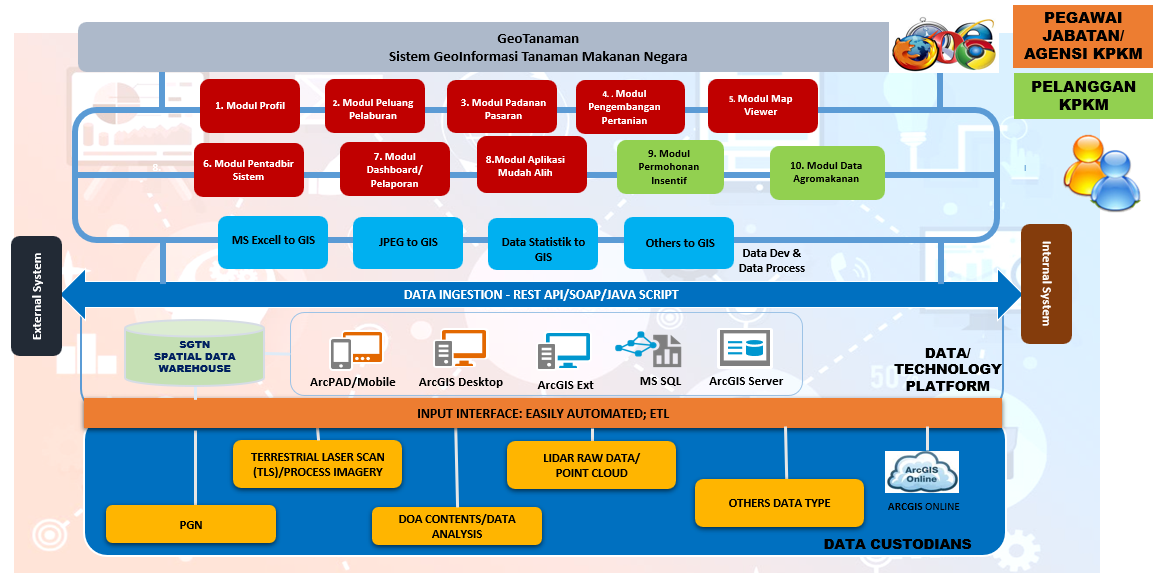 GeoTanaman
Sistem GeoInformasi Tanaman Makanan Negara
PEGAWAI
JABATAN/
AGENSI KPKM
PELANGGAN
KPKM
1. Modul Profil
2. Modul Peluang
Pelaburan
3. Modul Padanan
Pasaran
4. . Modul
Pengembangan
Pertanian
5. Modul Map
Viewer
6. Modul Pentadbir
Sistem
7. Modul
Dashboard/
Pelaporan
8.Modul Aplikasi
Mudah Alih
9. Modul
Permohonan
Insentif
10. Modul Data
Agromakanan
MS Excell to GIS
JPEG to GIS
Data Statistik to
GIS
Others to GIS
Data Dev &
Data Process
External System
Internal System
DATA INGESTION - REST API/SOAP/JAVA SCRIPT
SGTN
SPATIAL DATA
WAREHOUSE
ArcPAD/Mobile
ArcGIS Desktop
ArcGIS Ext
MS SQL
ArcGIS Server
DATA/
TECHNOLOGY
PLATFORM
INPUT INTERFACE: EASILY AUTOMATED; ETL
TERRESTRIAL LASER SCAN
(TLS)/PROCESS IMAGERY
LIDAR RAW DATA/
POINT CLOUD
ArcGIS
Online
ARCGIS ONLINE
PGN
DOA CONTENTS/DATA
ANALYSIS
OTHERS DATA TYPE
DATA CUSTODIANS